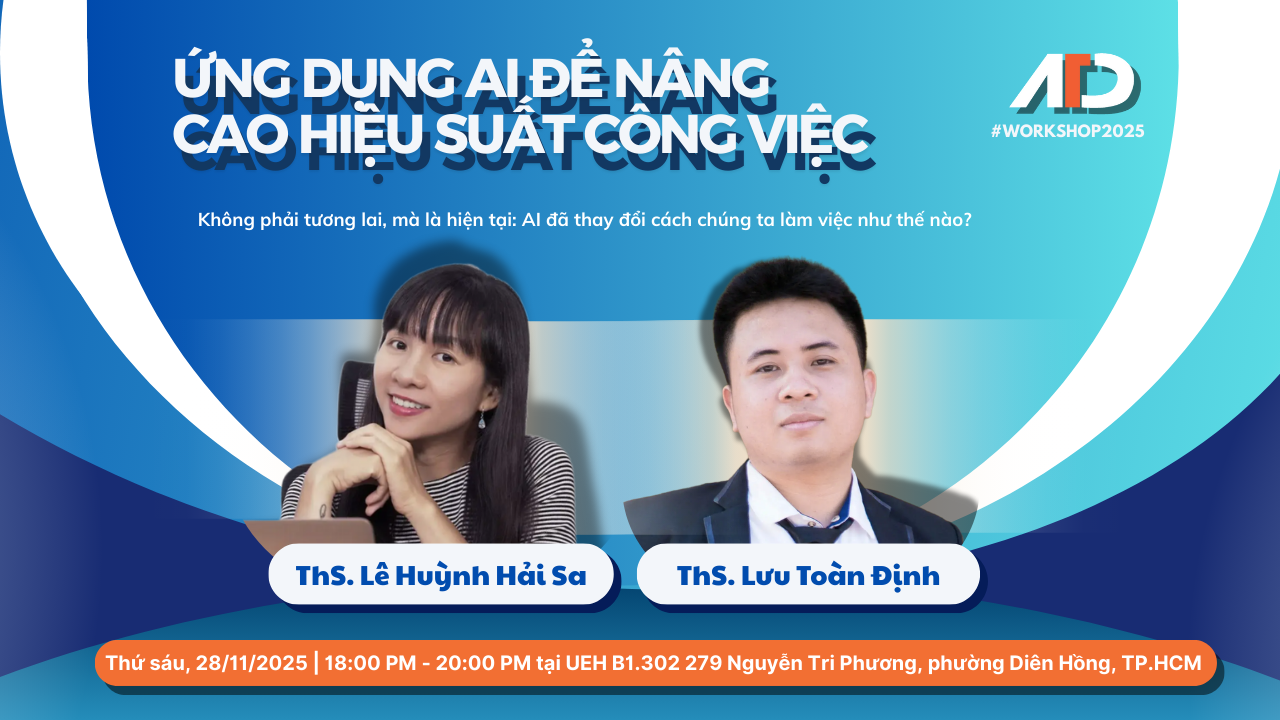 ỨNG DỤNG AI ĐỂ NÂNG
CAO HIỆU SUẤT CÔNG VIỆC
ATD
#WORKSHOP2025
Không phải tương lai, mà là hiện tại: AI đã thay đổi cách chúng ta làm việc như thế nào?
ThS. Lê Huỳnh Hải Sa
ThS. Lưu Toàn Định
Thứ sáu, 28/11/2025 | 18:00 PM - 20:00 PM tại UEH B1.302 279 Nguyễn Tri Phương, phường Diên Hồng, TP.HCM